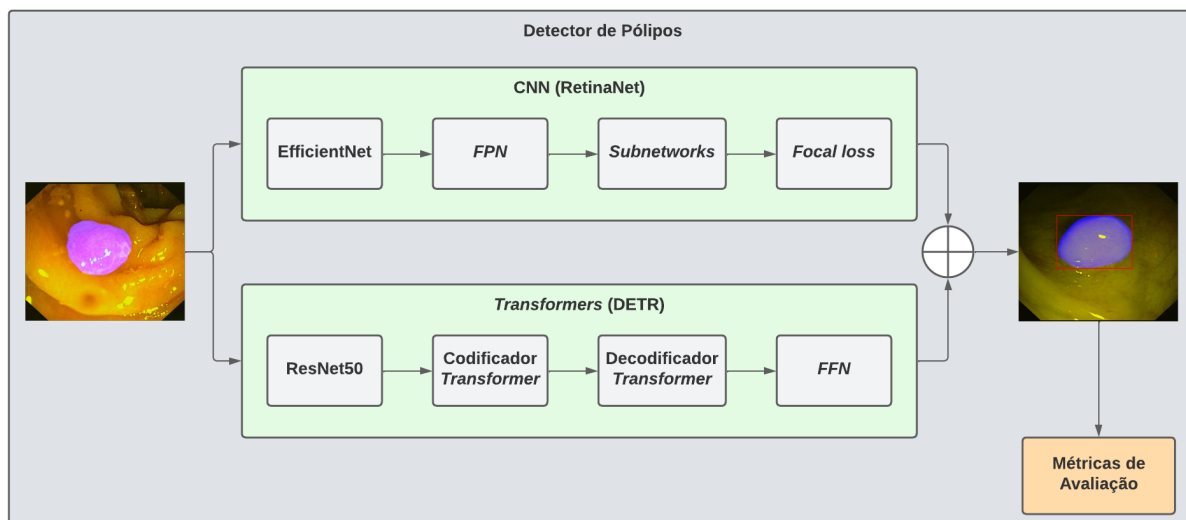 Detector de Pólipos
CNN (RetinaNet)
EfficientNet
FPN
Subnetworks
Focal loss
Transformers (DETR)
ResNet50
Codificador
Transformer
Decodificador
Transformer
FFN
Métricas de
Avaliação